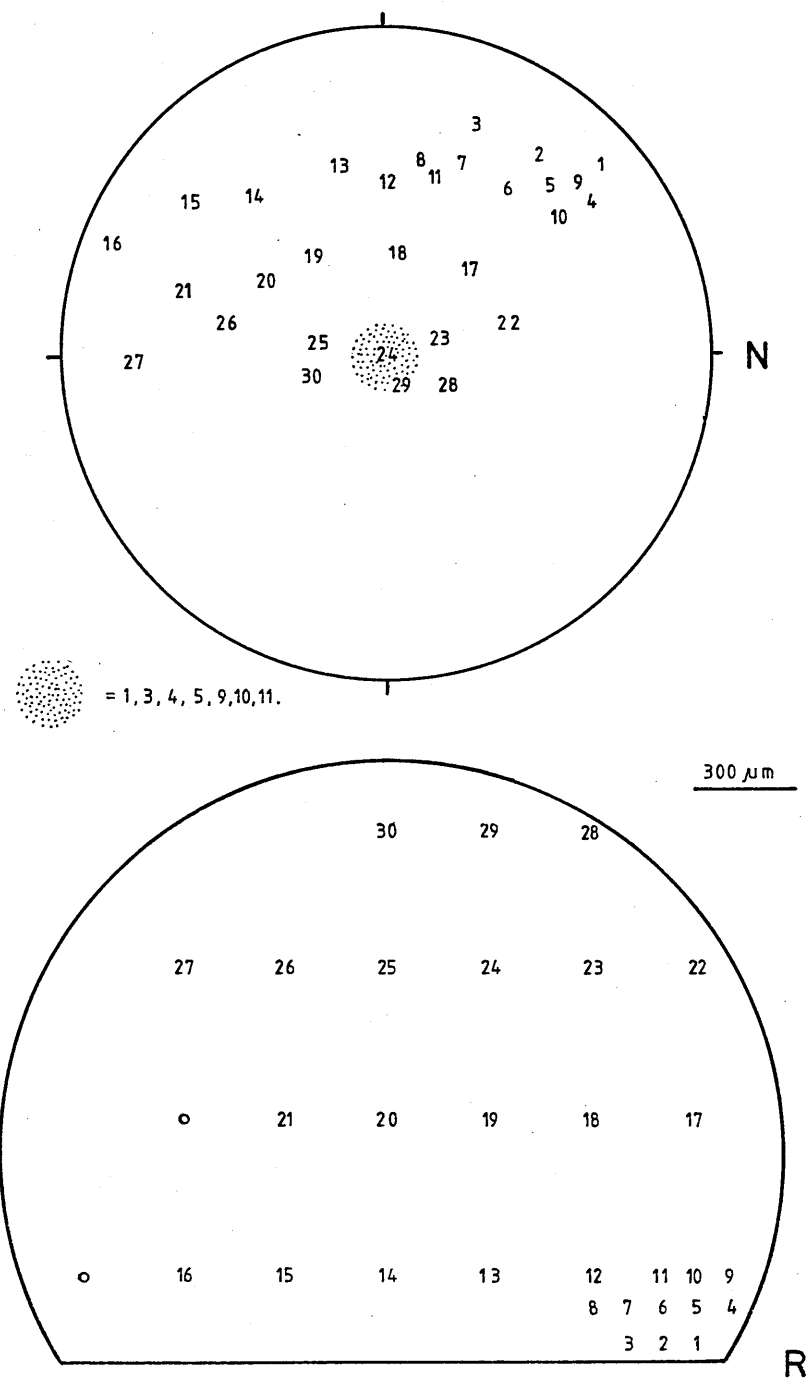 3
13 8 7 2 1
12 11 6 5 9
15 14 4
10
16
19 18 17
21 20
26 25 23 22
27 24
30 29 28
N
= 1, 3, 4, 5, 9, 10, 11.
300 µm
30 29 28
27 26 25 24 23 22
o 21 20 19 18 17
o 16 15 14 13 12 11 10 9
8 7 6 5 4
3 2 1
R